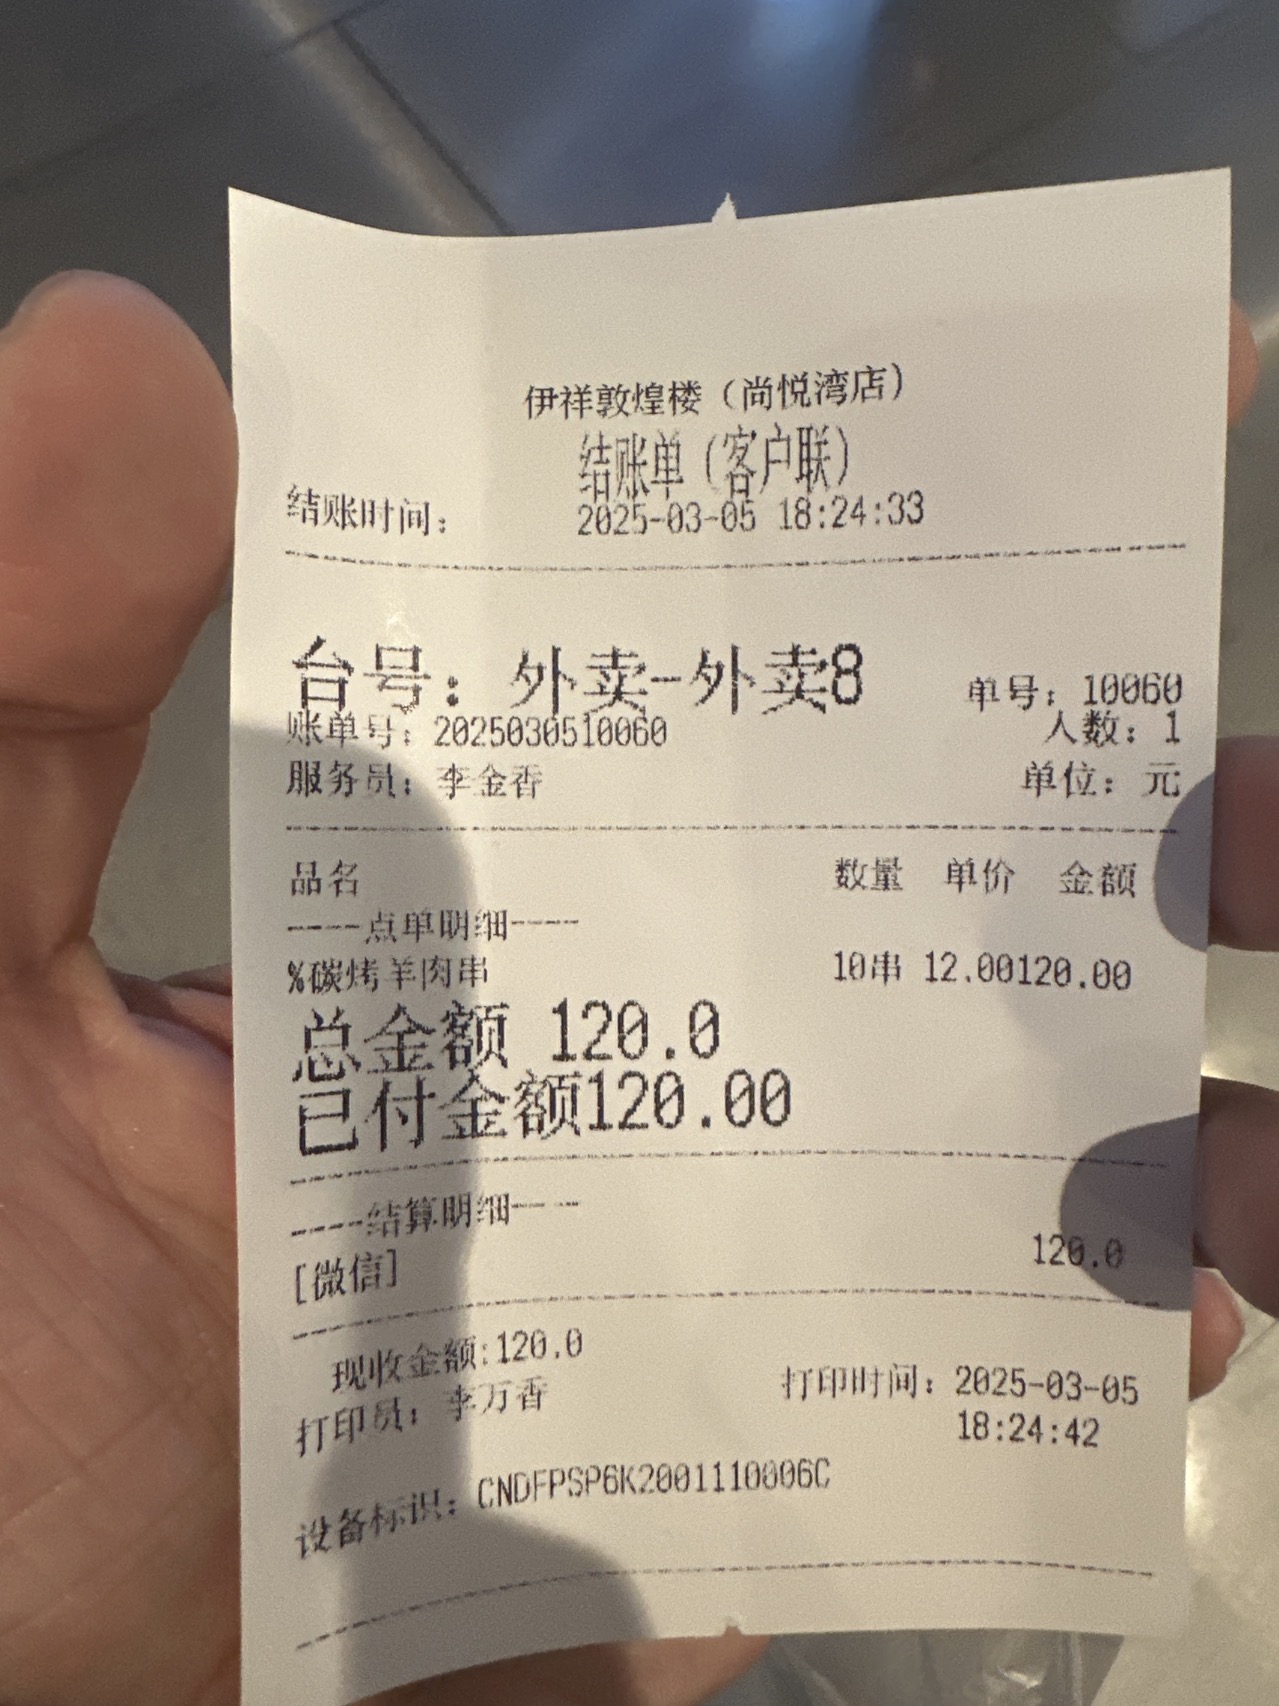 伊祥敦煌楼（尚悦湾店）
结账单（客户联）
结账时间： 2025-03-05 18:24:33
台号：外卖-外卖8 单号：10060
账单号：2025030510060 人数：1
服务员：李金香 单位：元
品名 数量 单价 金额
----点单明细----
%碳烤羊肉串 10串 12.00120.00
总金额 120.0
已付金额120.00
----结算明细----
[微信] 120.0
现收金额:120.0
打印员：李万香 打印时间：2025-03-05
18:24:42
设备标识：CNDFPSP6K2001110006C